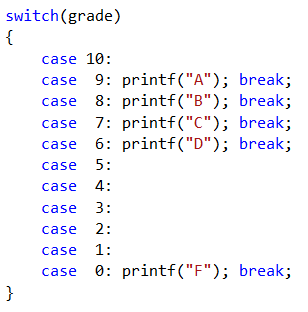 switch(grade)
{
    case 10:
    case  9: printf("A"); break;
    case  8: printf("B"); break;
    case  7: printf("C"); break;
    case  6: printf("D"); break;
    case  5:
    case  4:
    case  3:
    case  2:
    case  1:
    case  0: printf("F"); break;
}